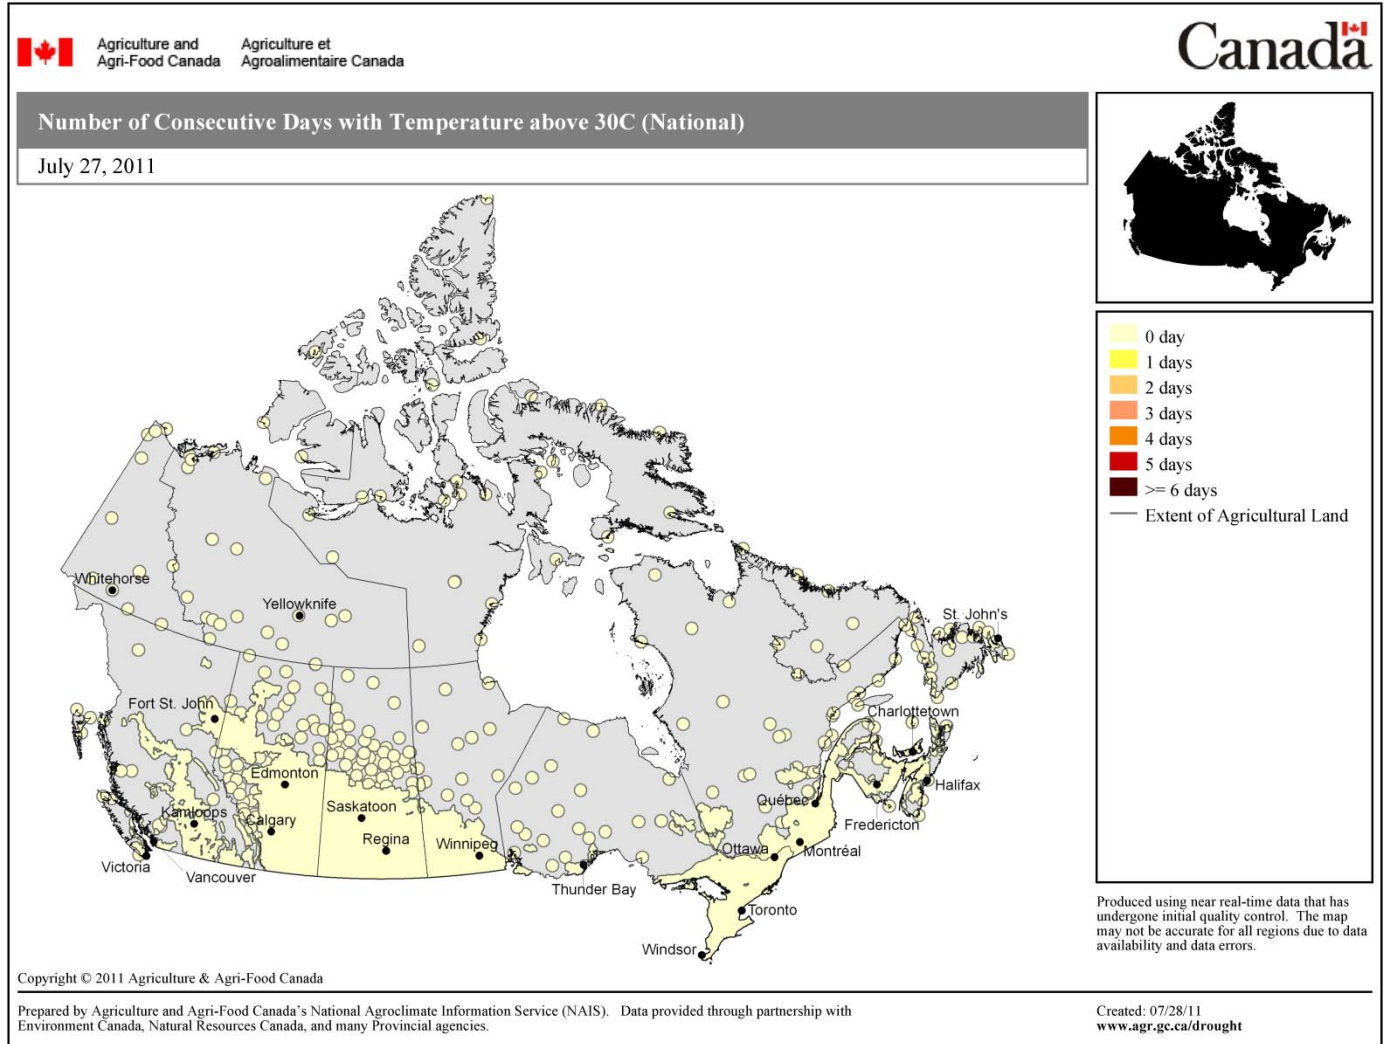 Agriculture and
Agri-Food Canada
Agriculture et
Agroalimentaire Canada
Canada
Number of Consecutive Days with Temperature above 30C (National)
July 27, 2011
0 day
1 days
2 days
3 days
4 days
5 days
>= 6 days
Extent of Agricultural Land
Whitehorse
Yellowknife
St. John's
Fort St. John
Charlottetown
Edmonton
Halifax
Québec
Kamloops
Saskatoon
Calgary
Fredericton
Regina
Winnipeg
Ottawa
Montréal
Victoria
Vancouver
Thunder Bay
Toronto
Windsor
Produced using near real-time data that has
undergone initial quality control.  The map
may not be accurate for all regions due to data
availability and data errors.
Copyright © 2011 Agriculture & Agri-Food Canada
Prepared by Agriculture and Agri-Food Canada's National Agroclimate Information Service (NAIS).   Data provided through partnership with
Environment Canada, Natural Resources Canada, and many Provincial agencies.
Created: 07/28/11
www.agr.gc.ca/drought